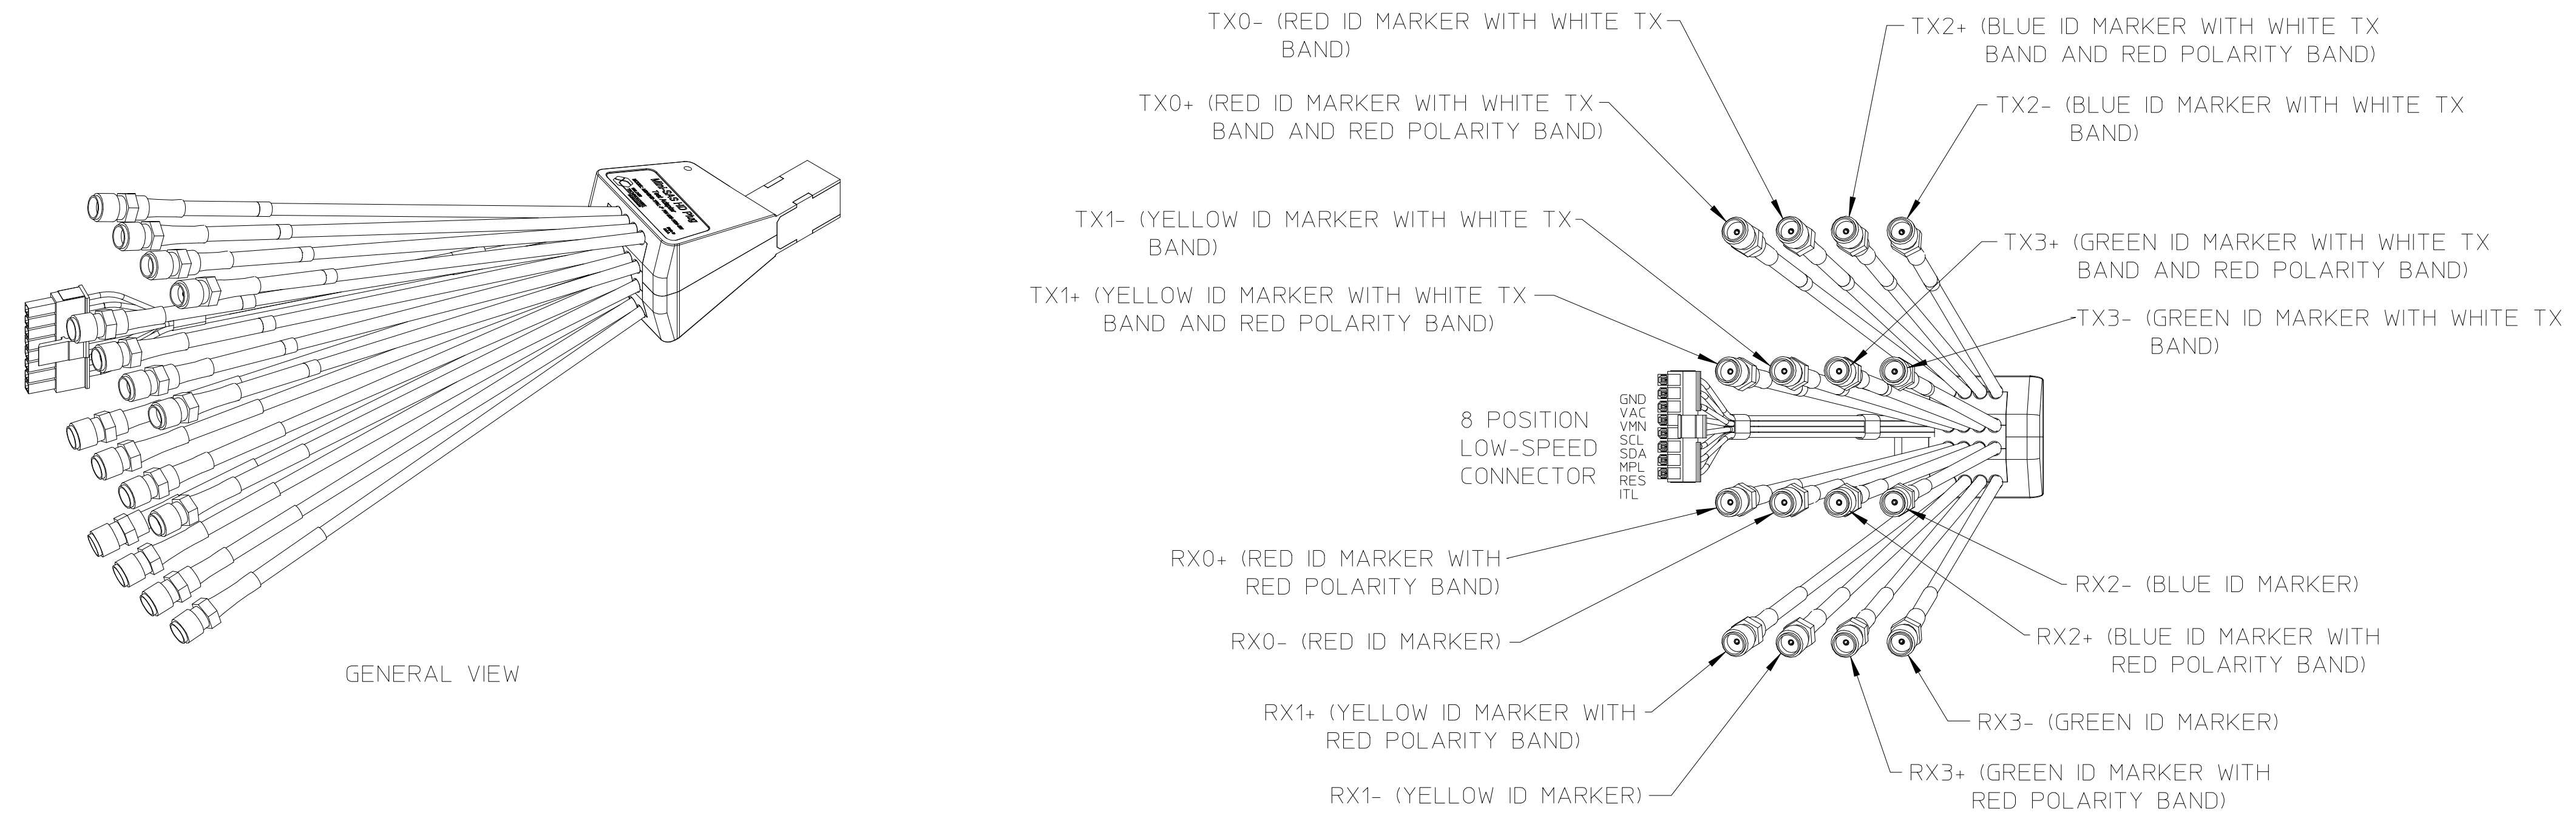 Mini-SAS HD Plug
Test Adapter
GENERAL VIEW
TX0- (RED ID MARKER WITH WHITE TX
BAND)
TX0+ (RED ID MARKER WITH WHITE TX
BAND AND RED POLARITY BAND)
TX1- (YELLOW ID MARKER WITH WHITE TX
BAND)
TX1+ (YELLOW ID MARKER WITH WHITE TX
BAND AND RED POLARITY BAND)
TX2+ (BLUE ID MARKER WITH WHITE TX
BAND AND RED POLARITY BAND)
TX2- (BLUE ID MARKER WITH WHITE TX
BAND)
TX3+ (GREEN ID MARKER WITH WHITE TX
BAND AND RED POLARITY BAND)
TX3- (GREEN ID MARKER WITH WHITE TX
BAND)
8 POSITION
LOW-SPEED
CONNECTOR
GND
VAC
VMN
SCL
SDA
MPL
RES
ITL
RX0+ (RED ID MARKER WITH
RED POLARITY BAND)
RX0- (RED ID MARKER)
RX1+ (YELLOW ID MARKER WITH
RED POLARITY BAND)
RX1- (YELLOW ID MARKER)
RX2- (BLUE ID MARKER)
RX2+ (BLUE ID MARKER WITH
RED POLARITY BAND)
RX3- (GREEN ID MARKER)
RX3+ (GREEN ID MARKER WITH
RED POLARITY BAND)